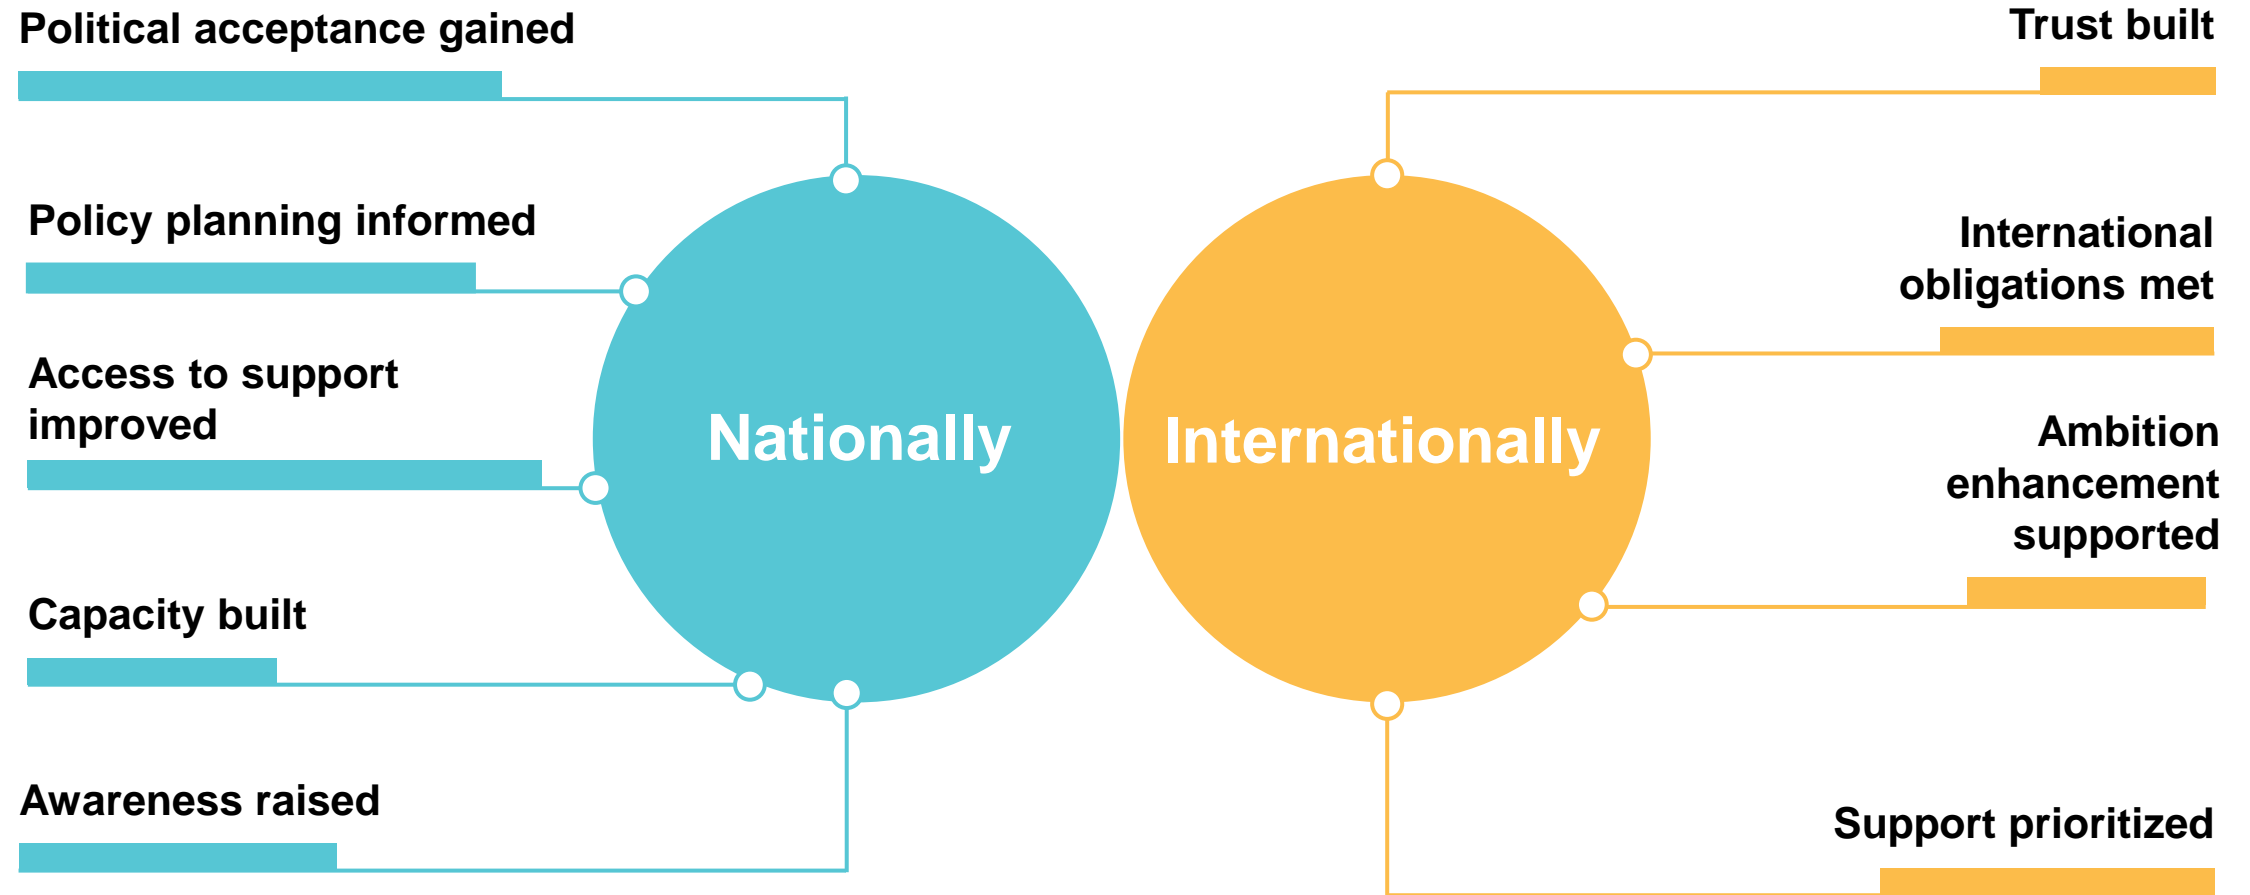 Political acceptance gained
Policy planning informed
Access to support
improved
Capacity built
Awareness raised
Nationally
Internationally
Trust built
International
obligations met
Ambition
enhancement
supported
Support prioritized